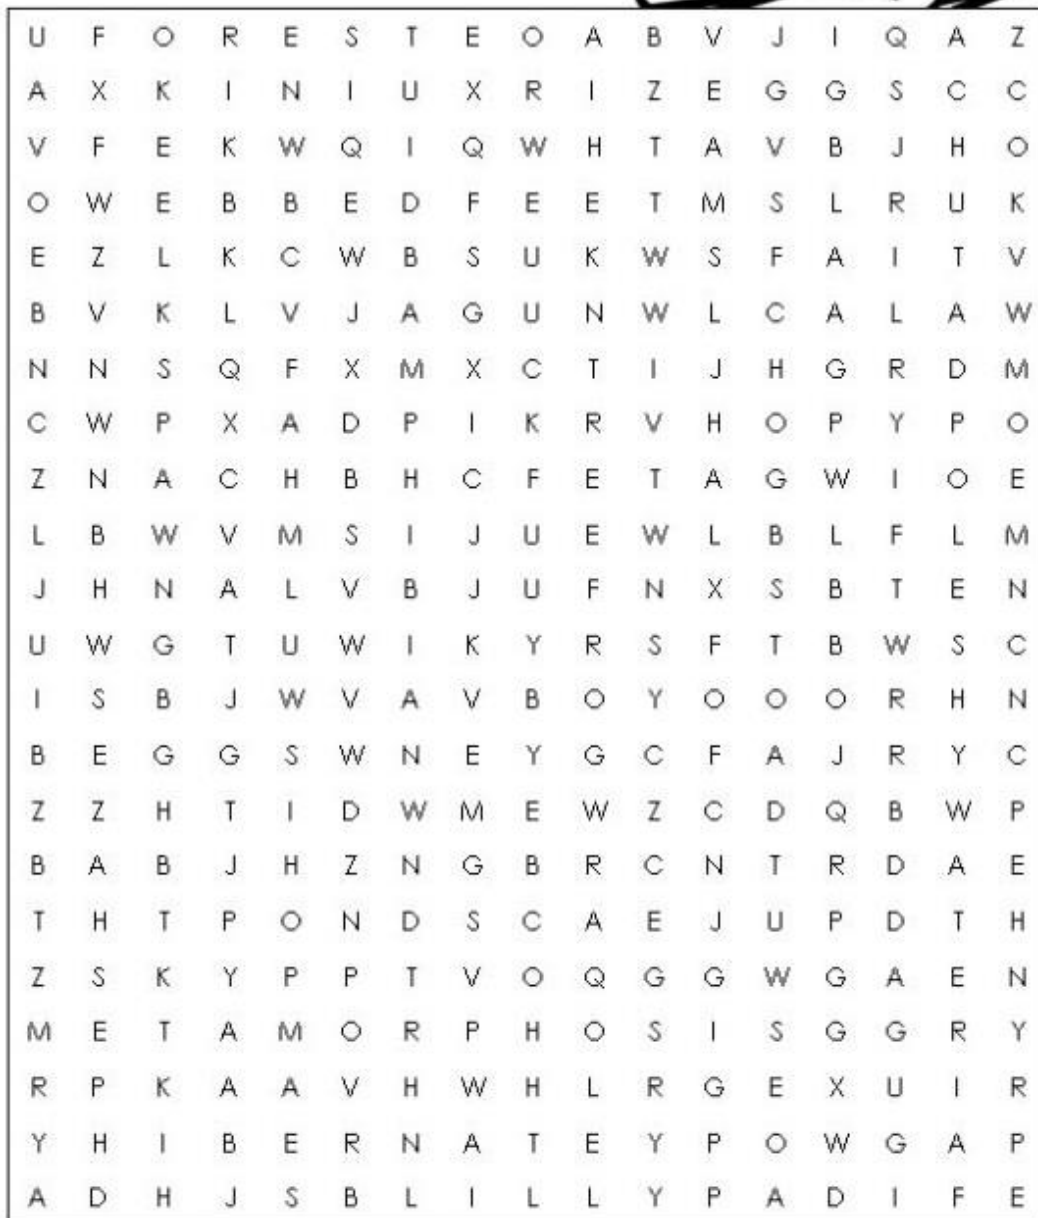 U F O R E S T E O A B V J I Q A Z
A X K I N I U X R I Z E G G S C C
V F E K W Q I Q W H T A V B J H O
O W E B B E D F E E T M S L R U K
E Z L K C W B S U K W S F A I T V
B V K L V J A G U N W L C A L A W
N N S Q F X M X C T I J H G R D M
C W P X A D P I K R V H O P Y P O
Z N A C H B H C F E T A G W I O E
L B W V M S I J U E W L B L F L M
J H N A L V B J U F N X S B T E N
U W G T U W I K Y R S F T B W S C
I S B J W V A V B O Y O O O R H N
B E G G S W N E Y G C F A J R Y C
Z Z H T I D W M E W Z C D Q B W P
B A B J H Z N G B R C N T R D A E
T H T P O N D S C A E J U P D T H
Z S K Y P P T V O Q G G W G A E N
M E T A M O R P H O S I S G G R Y
R P K A A V H W H L R G E X U I R
Y H I B E R N A T E Y P O W G A P
A D H J S B L I L L Y P A D I F E